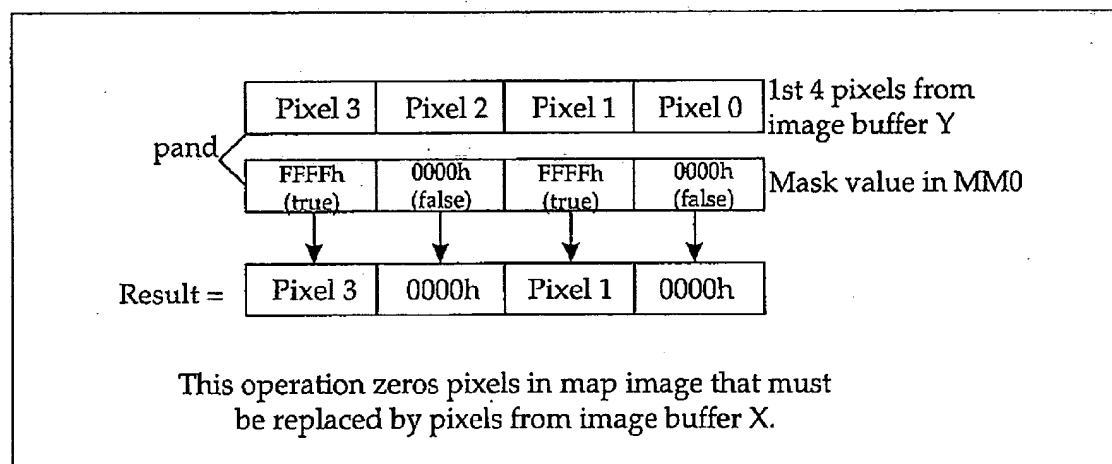 Pixel 3 Pixel 2 Pixel 1 Pixel 0
1st 4 pixels from
image buffer Y
pand
FFFFh 0000h FFFFh 0000h
(true) (false) (true) (false)
Mask value in MM0
Result = Pixel 3 0000h Pixel 1 0000h
This operation zeros pixels in map image that must
be replaced by pixels from image buffer X.